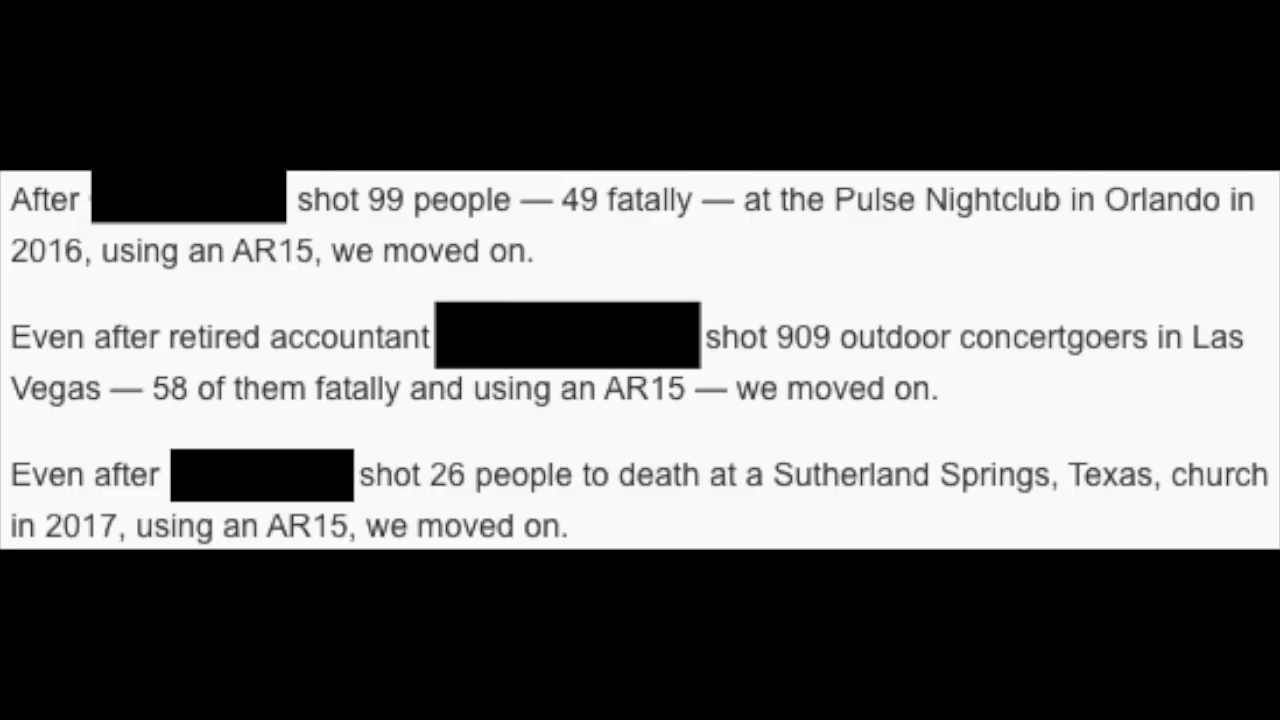 After shot 99 people — 49 fatally — at the Pulse Nightclub in Orlando in
2016, using an AR15, we moved on.
Even after retired accountant shot 909 outdoor concertgoers in Las
Vegas — 58 of them fatally and using an AR15 — we moved on.
Even after shot 26 people to death at a Sutherland Springs, Texas, church
in 2017, using an AR15, we moved on.